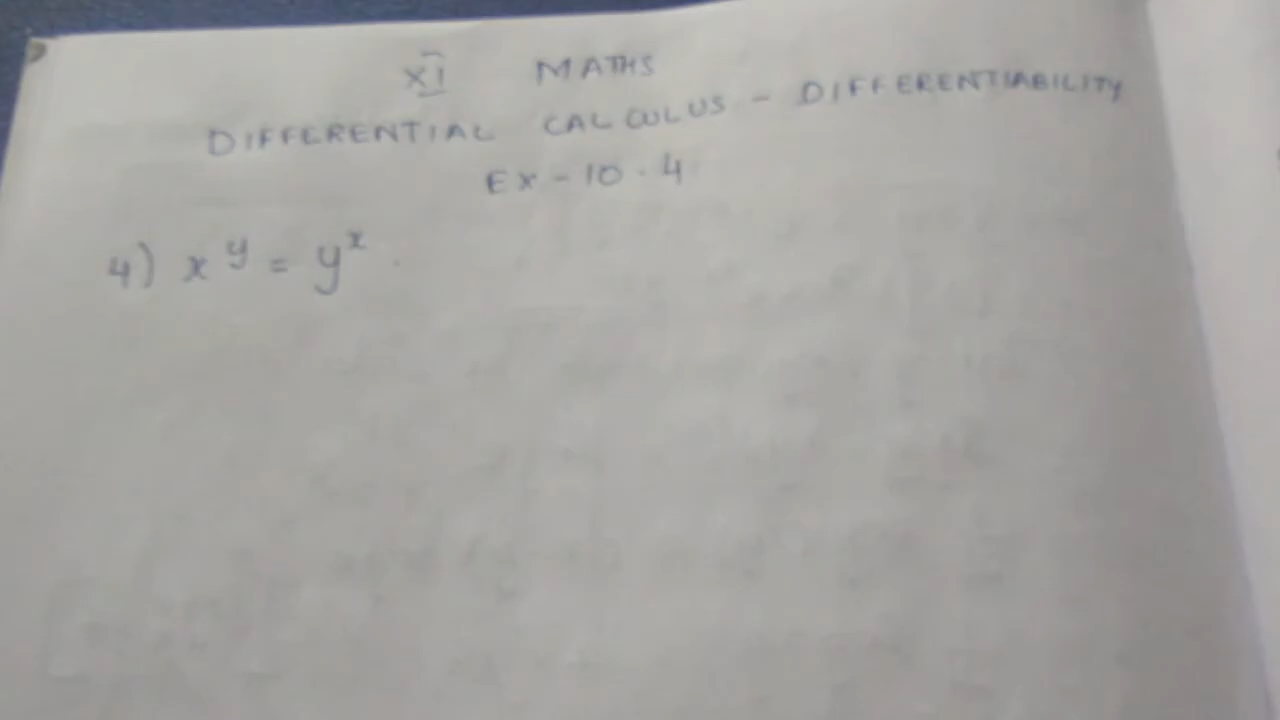 XI MATHS
DIFFERENTIAL CALCULUS - DIFFERENTIABILITY
EX - 10.4
4) x^y = y^x.